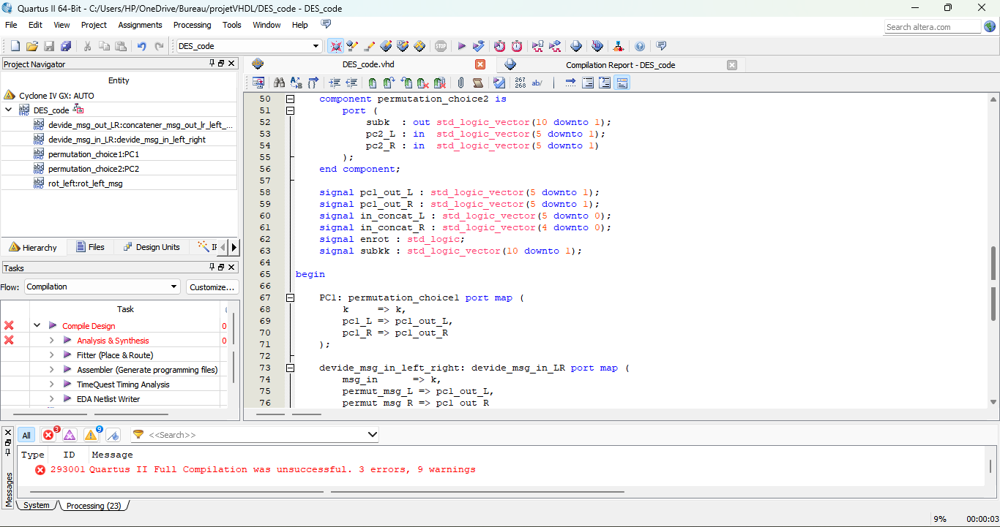 Quartus II 64-Bit - C:/Users/HP/OneDrive/Bureau/projetVHDL/DES_code - DES_code
File Edit View Project Assignments Processing Tools Window Help
Search altera.com
DES_code
Project Navigator
Entity
Cyclone IV GX: AUTO
DES_code
devide_msg_out_LR:concatener_msg_out_lr_left_...
devide_msg_in_LR:devide_msg_in_left_right
permutation_choice1:PC1
permutation_choice2:PC2
rot_left:rot_left_msg
Hierarchy Files Design Units
Tasks
Flow: Compilation Customize...
Task
Compile Design 0
Analysis & Synthesis 0
Fitter (Place & Route)
Assembler (Generate programming files)
TimeQuest Timing Analysis
EDA Netlist Writer
DES_code.vhd
Compilation Report - DES_code
267
268
ab/
50 component permutation_choice2 is
51 port (
52 subk : out std_logic_vector(10 downto 1);
53 pc2_L : in std_logic_vector(5 downto 1);
54 pc2_R : in std_logic_vector(5 downto 1)
55 );
56 end component;
57
58 signal pc1_out_L : std_logic_vector(5 downto 1);
59 signal pc1_out_R : std_logic_vector(5 downto 1);
60 signal in_concat_L : std_logic_vector(5 downto 0);
61 signal in_concat_R : std_logic_vector(4 downto 0);
62 signal enrot : std_logic;
63 signal subkk : std_logic_vector(10 downto 1);
64
65 begin
66
67 PC1: permutation_choice1 port map (
68 k => k,
69 pc1_L => pc1_out_L,
70 pc1_R => pc1_out_R
71 );
72
73 devide_msg_in_left_right: devide_msg_in_LR port map (
74 msg_in => k,
75 permut_msg_L => pc1_out_L,
76 permut_msg_R => pc1_out_R
All 3 9 <<Search>>
Type ID Message
293001 Quartus II Full Compilation was unsuccessful. 3 errors, 9 warnings
Messages
System Processing (23)
9% 00:00:03